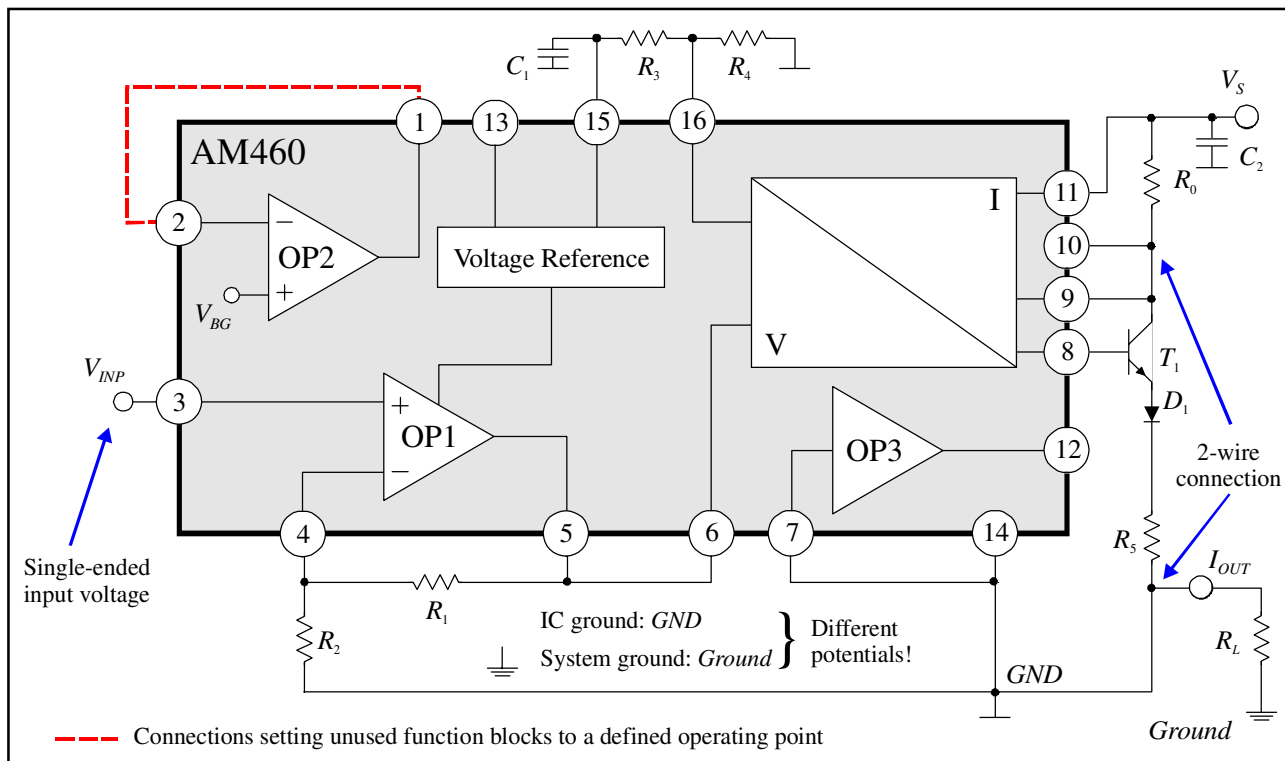 C1
R3
R4
VS
1
13
15
16
AM460
C2
R0
I
11
2
−
OP2
Voltage Reference
10
+
VBG
9
V
8
T1
VINP
3
+
D1
OP1
OP3
12
−
2-wire
connection
4
5
6
7
14
R5
Single-ended
input voltage
IOUT
R1
IC ground: GND
Different
R2
System ground: Ground
potentials!
RL
GND
Connections setting unused function blocks to a defined operating point
Ground